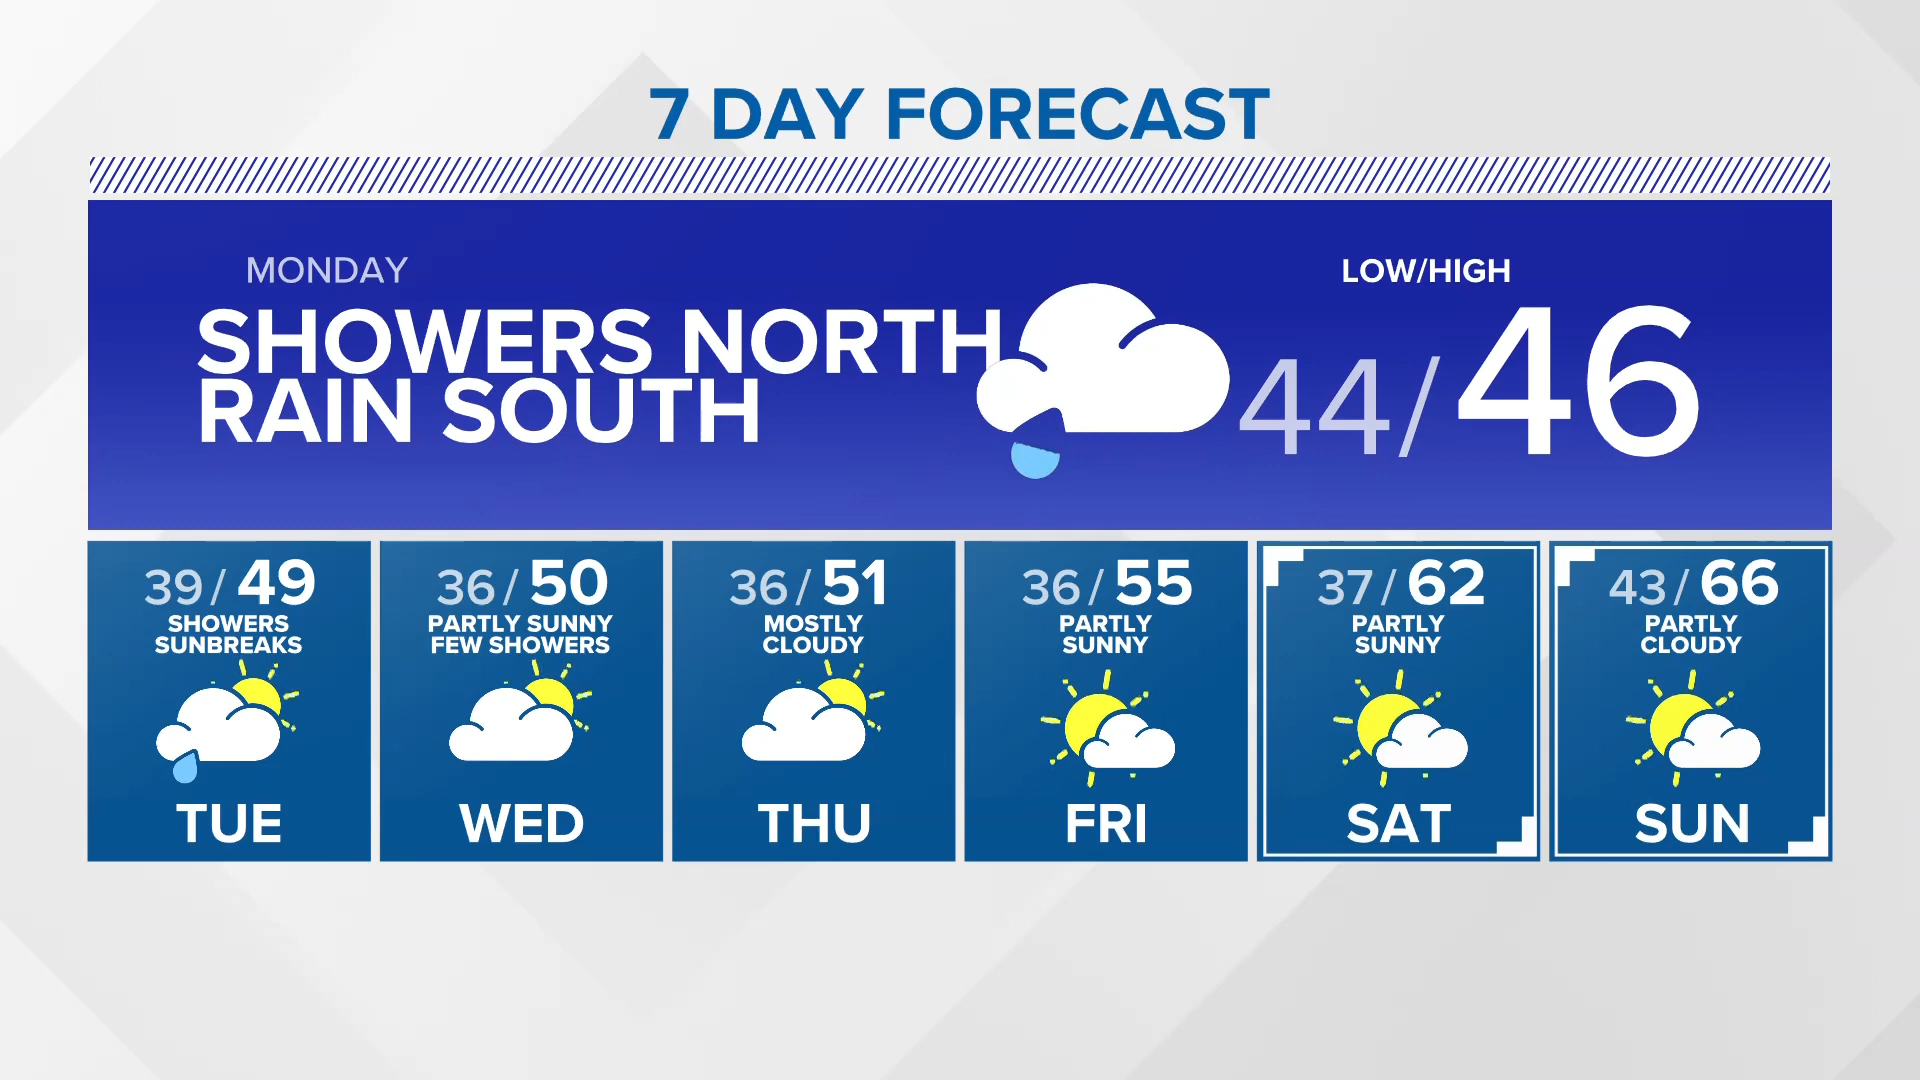 7 DAY FORECAST
MONDAY
SHOWERS NORTH
RAIN SOUTH
LOW/HIGH
44/46
39/49
SHOWERS
SUNBREAKS
TUE
36/50
PARTLY SUNNY
FEW SHOWERS
WED
36/51
MOSTLY
CLOUDY
THU
36/55
PARTLY
SUNNY
FRI
37/62
PARTLY
SUNNY
SAT
43/66
PARTLY
CLOUDY
SUN